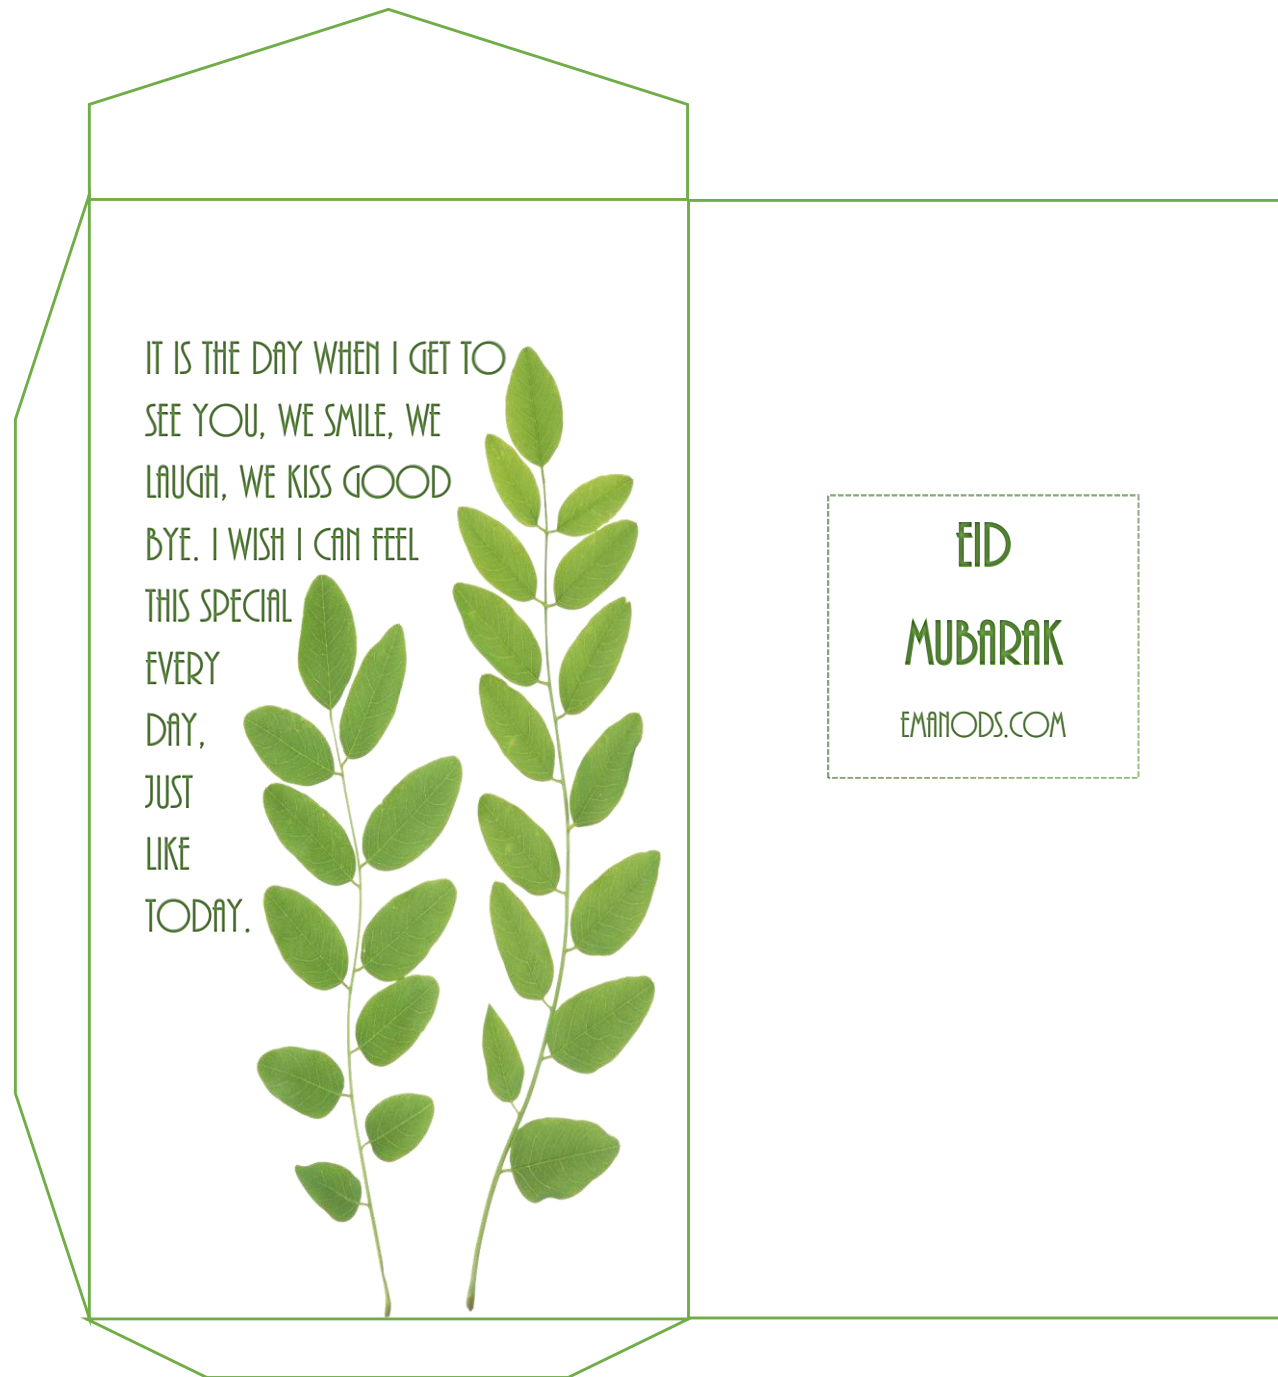 IT IS THE DAY WHEN I GET TO
SEE YOU, WE SMILE, WE
LAUGH, WE KISS GOOD
BYE. I WISH I CAN FEEL
THIS SPECIAL
EVERY
DAY,
JUST
LIKE
TODAY.
EID
MUBARAK
EMANODS.COM